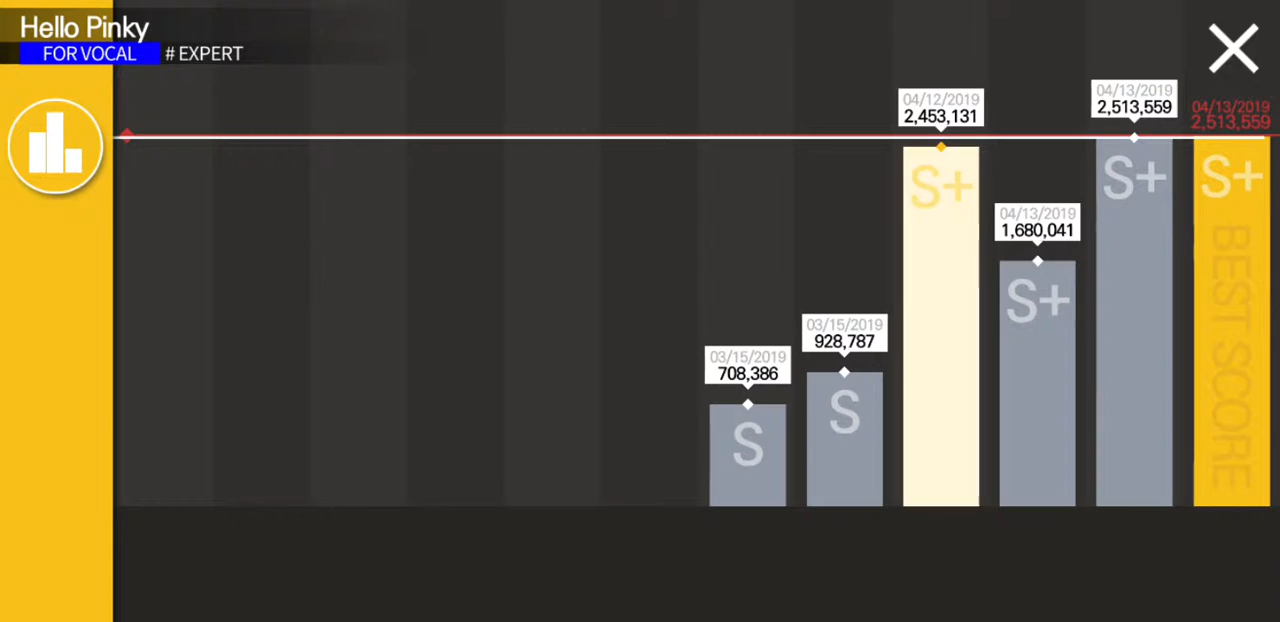 Hello Pinky
FOR VOCAL # EXPERT
04/12/2019
2,453,131
04/13/2019
2,513,559
04/13/2019
2,513,559
S+
S+
S+
BEST SCORE
04/13/2019
1,680,041
S+
03/15/2019
928,787
S
03/15/2019
708,386
S